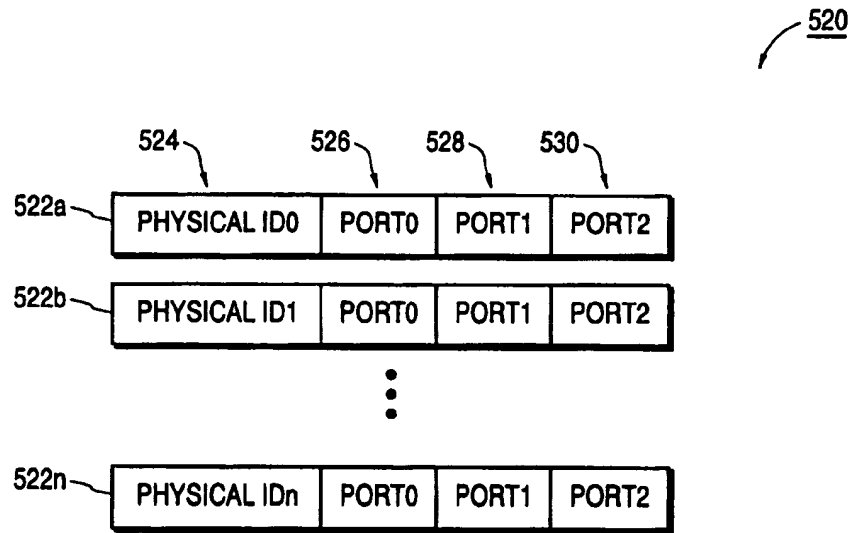 520
524 526 528 530
522a PHYSICAL ID0 PORT0 PORT1 PORT2
522b PHYSICAL ID1 PORT0 PORT1 PORT2
522n PHYSICAL IDn PORT0 PORT1 PORT2